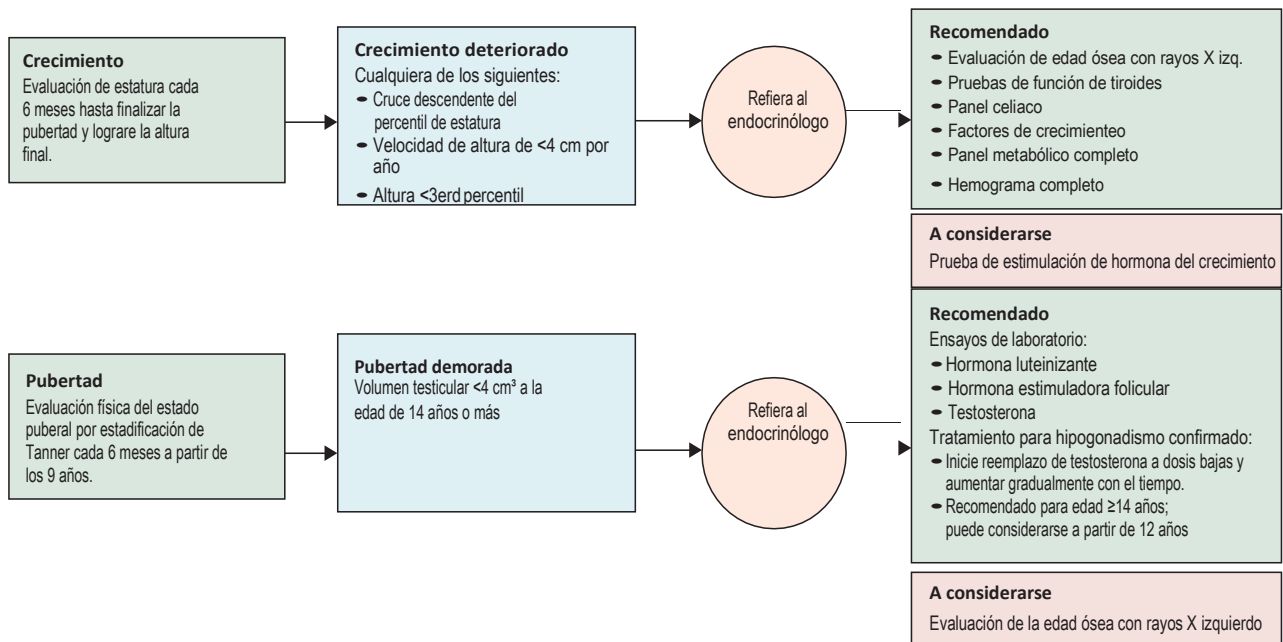 Crecimiento
Evaluación de estatura cada
6 meses hasta finalizar la
pubertad y lograre la altura
final.
Crecimiento deteriorado
Cualquiera de los siguientes:
Cruce descendente del
percentil de estatura
Velocidad de altura de <4 cm por
año
Altura <3erd percentil
Refiera al
endocrinólogo
Recomendado
Evaluación de edad ósea con rayos X izq.
Pruebas de función de tiroides
Panel celiaco
Factores de crecimienteo
Panel metabólico completo
Hemograma completo
A considerarse
Prueba de estimulación de hormona del crecimiento
Pubertad
Evaluación física del estado
puberal por estadificación de
Tanner cada 6 meses a partir de
los 9 años.
Pubertad demorada
Volumen testicular <4 cm³ a la
edad de 14 años o más
Refiera al
endocrinólogo
Recomendado
Ensayos de laboratorio:
Hormona luteinizante
Hormona estimuladora folicular
Testosterona
Tratamiento para hipogonadismo confirmado:
Inicie reemplazo de testosterona a dosis bajas y
aumentar gradualmente con el tiempo.
Recomendado para edad ≥14 años;
puede considerarse a partir de 12 años
A considerarse
Evaluación de la edad ósea con rayos X izquierdo